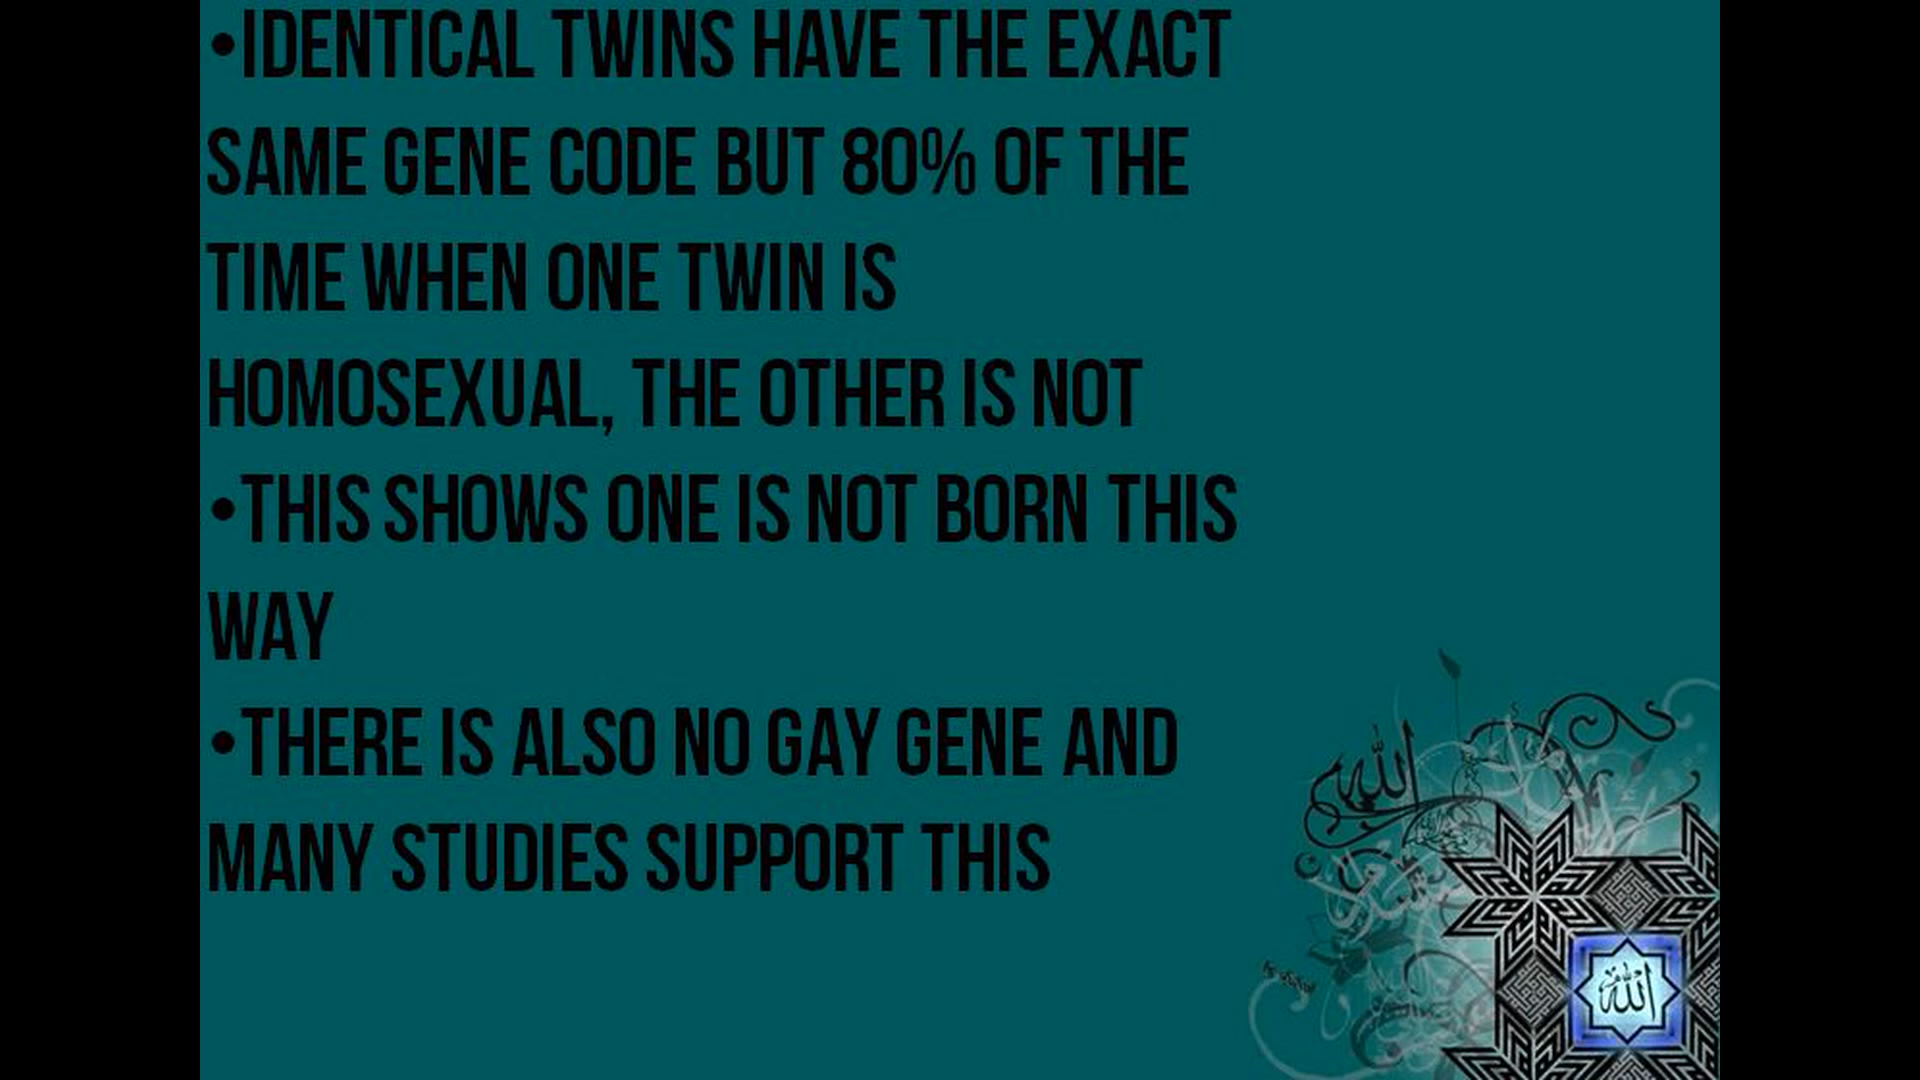 •IDENTICAL TWINS HAVE THE EXACT
SAME GENE CODE BUT 80% OF THE
TIME WHEN ONE TWIN IS
HOMOSEXUAL, THE OTHER IS NOT
•THIS SHOWS ONE IS NOT BORN THIS
WAY
•THERE IS ALSO NO GAY GENE AND
MANY STUDIES SUPPORT THIS
الله
الله